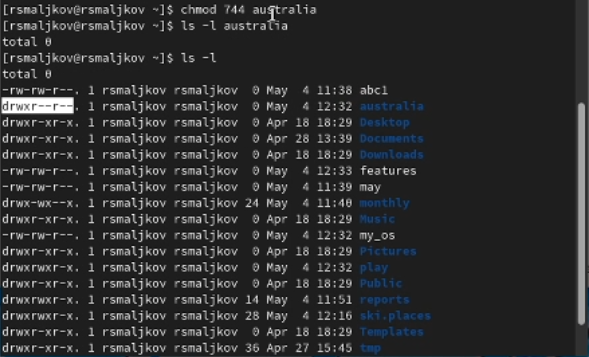 [rsmaljkov@rsmaljkov ~]$ chmod 744 australia
[rsmaljkov@rsmaljkov ~]$ ls -l australia
total 0
[rsmaljkov@rsmaljkov ~]$ ls -l
total 0
-rw-rw-r--. 1 rsmaljkov rsmaljkov  0 May  4 11:38 abc1
drwxr--r--. 1 rsmaljkov rsmaljkov  0 May  4 12:32 australia
drwxr-xr-x. 1 rsmaljkov rsmaljkov  0 Apr 18 18:29 Desktop
drwxr-xr-x. 1 rsmaljkov rsmaljkov  0 Apr 28 13:39 Documents
drwxr-xr-x. 1 rsmaljkov rsmaljkov  0 Apr 18 18:29 Downloads
-rw-rw-r--. 1 rsmaljkov rsmaljkov  0 May  4 12:33 features
-rw-rw-r--. 1 rsmaljkov rsmaljkov  0 May  4 11:39 may
drwx-wx--x. 1 rsmaljkov rsmaljkov 24 May  4 11:40 monthly
drwxr-xr-x. 1 rsmaljkov rsmaljkov  0 Apr 18 18:29 Music
-rw-rw-r--. 1 rsmaljkov rsmaljkov  0 May  4 12:32 my_os
drwxr-xr-x. 1 rsmaljkov rsmaljkov  0 Apr 18 18:29 Pictures
drwxrwxr-x. 1 rsmaljkov rsmaljkov  0 May  4 12:32 play
drwxr-xr-x. 1 rsmaljkov rsmaljkov  0 Apr 18 18:29 Public
drwxrwxrwx. 1 rsmaljkov rsmaljkov 14 May  4 11:51 reports
drwxrwxr-x. 1 rsmaljkov rsmaljkov 28 May  4 12:16 ski.places
drwxr-xr-x. 1 rsmaljkov rsmaljkov  0 Apr 18 18:29 Templates
drwxr-xr-x. 1 rsmaljkov rsmaljkov 36 Apr 27 15:45 tmp